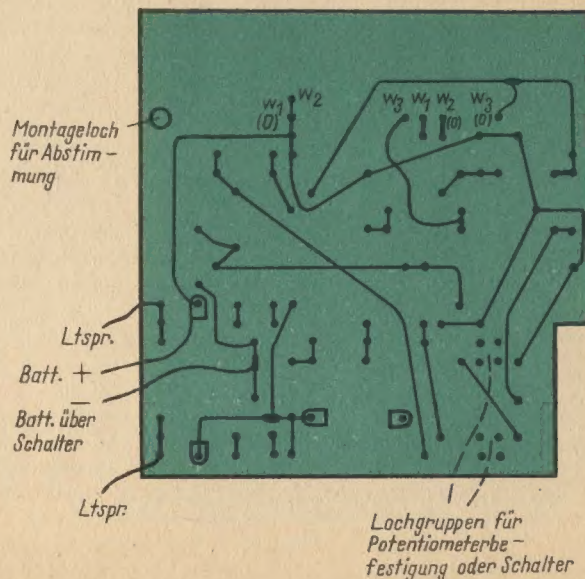 w1 w2
(0)
w3 w1 w2 w3
(0) (0)
Montageloch
für Abstim-
mung
Ltspr.
Batt. +
−
Batt. über
Schalter
Ltspr.
Lochgruppen für
Potentiometerbe-
festigung oder Schalter